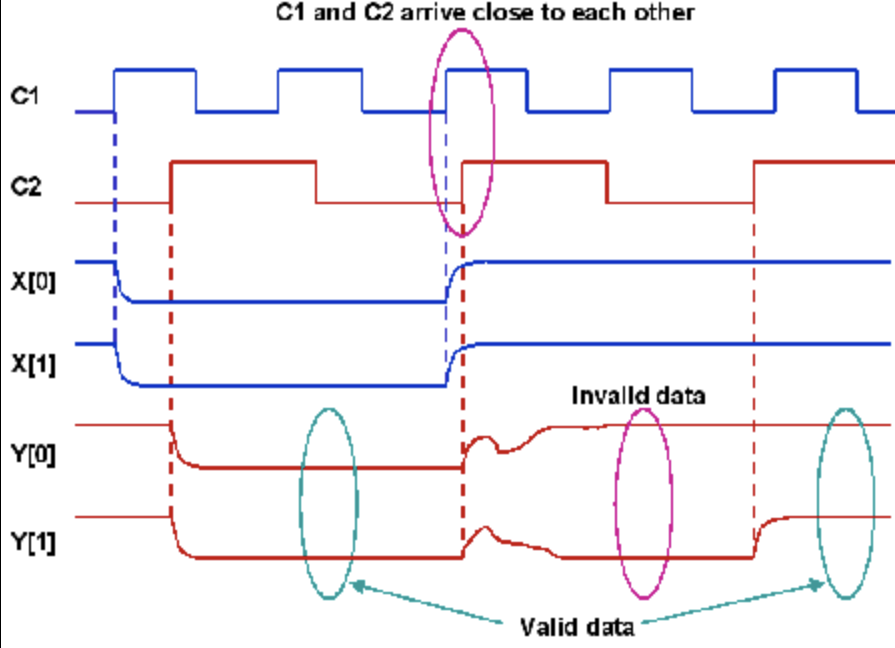 C1 and C2 arrive close to each other
C1
C2
X[0]
X[1]
Invalid data
Y[0]
Y[1]
Valid data